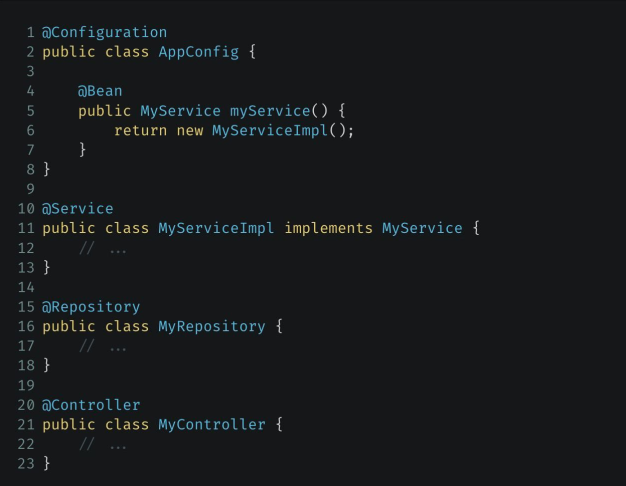 1 @Configuration
2 public class AppConfig {
3
4     @Bean
5     public MyService myService() {
6         return new MyServiceImpl();
7     }
8 }
9
10 @Service
11 public class MyServiceImpl implements MyService {
12     // ...
13 }
14
15 @Repository
16 public class MyRepository {
17     // ...
18 }
19
20 @Controller
21 public class MyController {
22     // ...
23 }